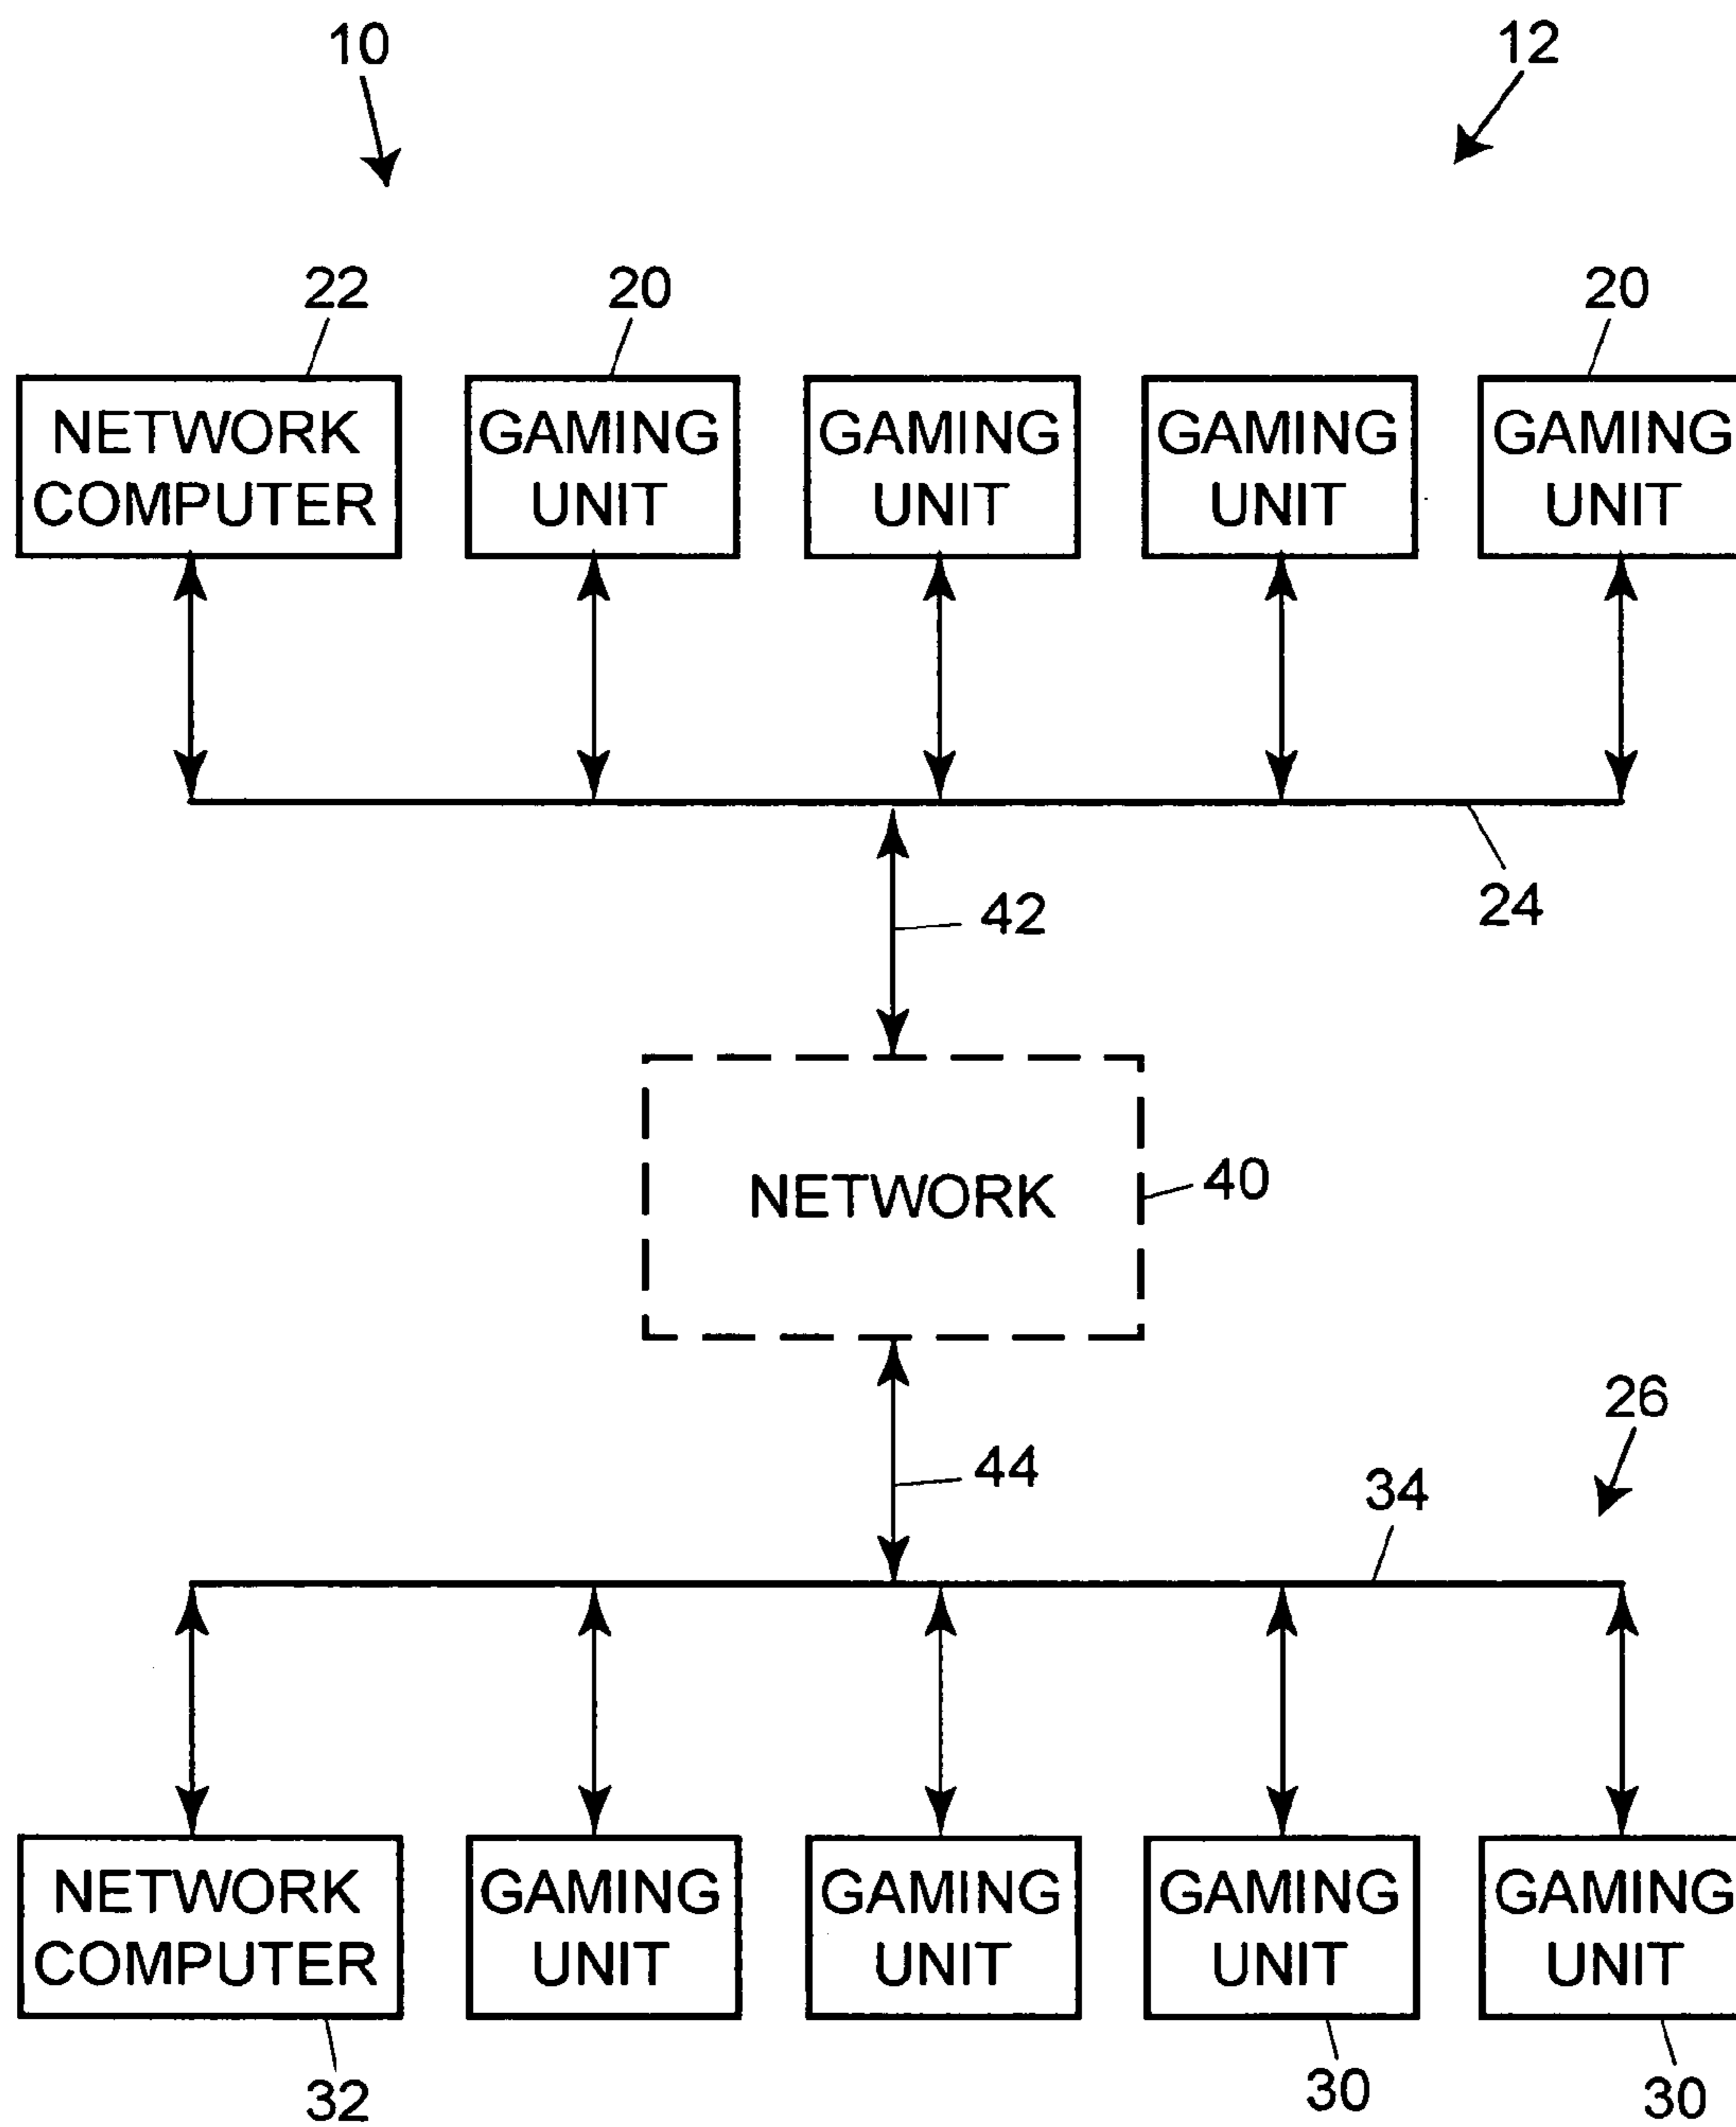 10
12
22
20
20
NETWORK
COMPUTER
GAMING
UNIT
GAMING
UNIT
GAMING
UNIT
GAMING
UNIT
24
42
NETWORK
40
26
44
34
NETWORK
COMPUTER
GAMING
UNIT
GAMING
UNIT
GAMING
UNIT
GAMING
UNIT
32
30
30